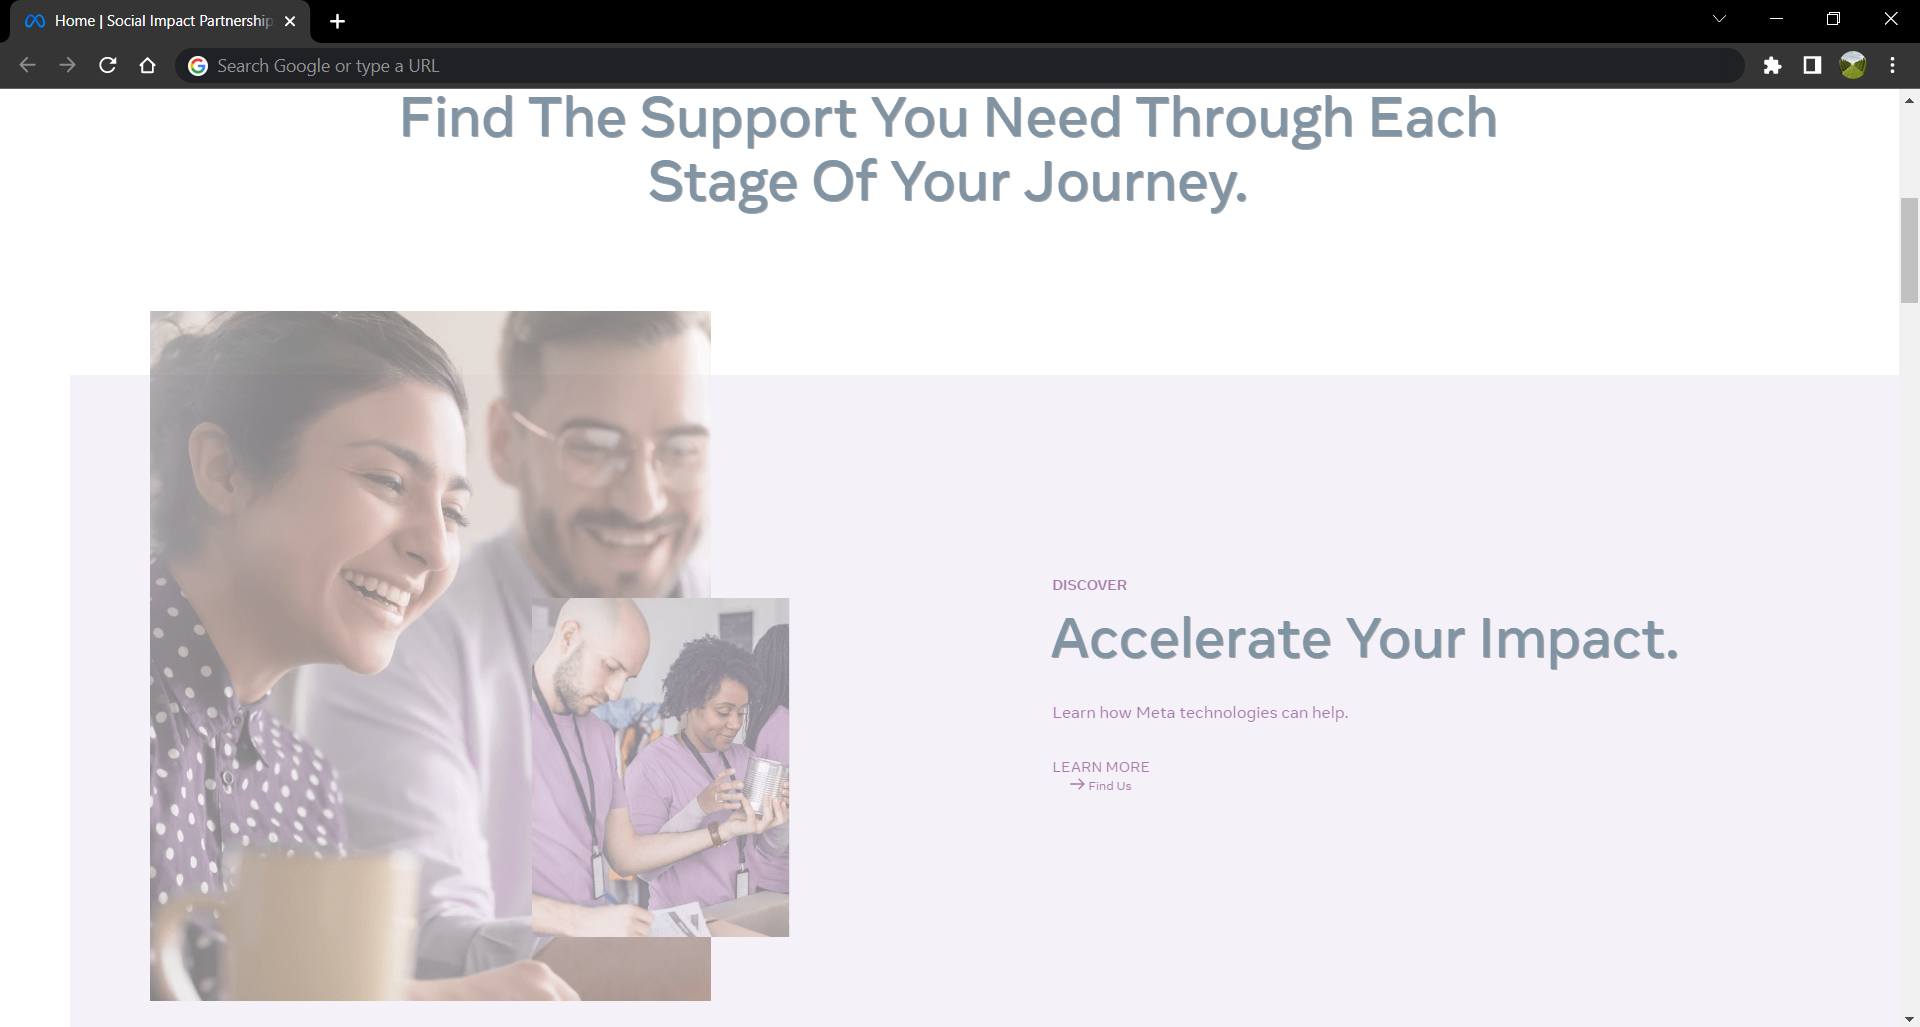 Home | Social Impact Partnership
Search Google or type a URL
Find The Support You Need Through Each
Stage Of Your Journey.
DISCOVER
Accelerate Your Impact.
Learn how Meta technologies can help.
LEARN MORE
Find Us